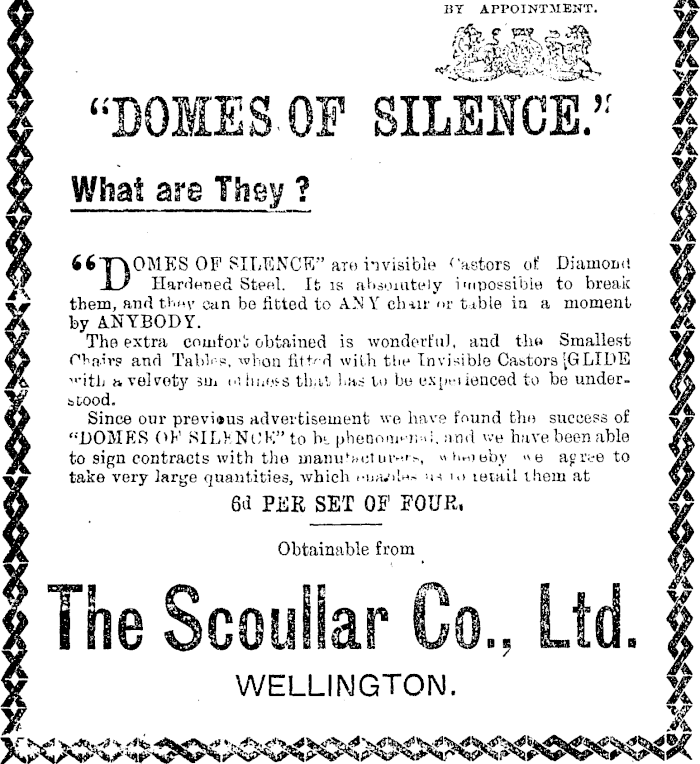 BY APPOINTMENT.
"DOMES OF SILENCE."
What are They ?
"DOMES OF SILENCE" are invisible Castors of Diamond
Hardened Steel. It is absolutely impossible to break
them, and they can be fitted to ANY chair or table in a moment
by ANYBODY.
The extra comfort obtained is wonderful, and the Smallest
Chairs and Tables, when fitted with the Invisible Castors GLIDE
with a velvety smoothness that has to be experienced to be under-
stood.
Since our previous advertisement we have found the success of
"DOMES OF SILENCE" to be phenomenal, and we have been able
to sign contracts with the manufacturers, whereby we agree to
take very large quantities, which enables us to retail them at
6d PER SET OF FOUR.
Obtainable from
The Scoullar Co., Ltd.
WELLINGTON.